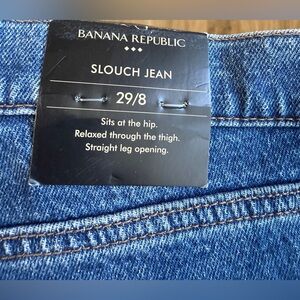 BANANA REPUBLIC
SLOUCH JEAN
29/8
Sits at the hip.
Relaxed through the thigh.
Straight leg opening.